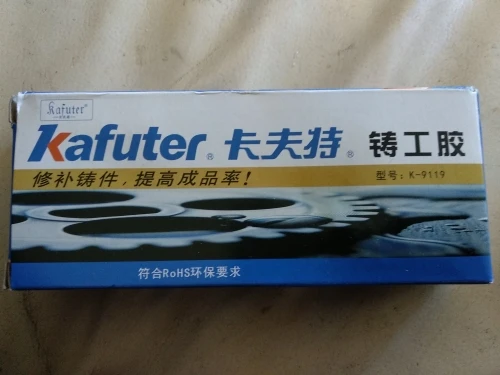 Kafuter®
Kafuter® 卡夫特® 铸工胶
修补铸件，提高成品率！ 型号：K-9119
符合RoHS环保要求